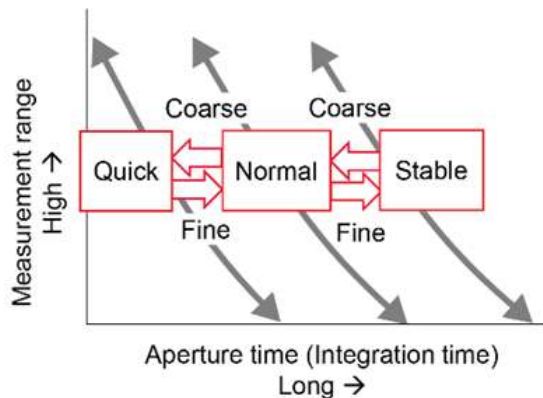 Measurement range
High →
Coarse
Coarse
Quick
Normal
Stable
Fine
Fine
Aperture time (Integration time)
Long →